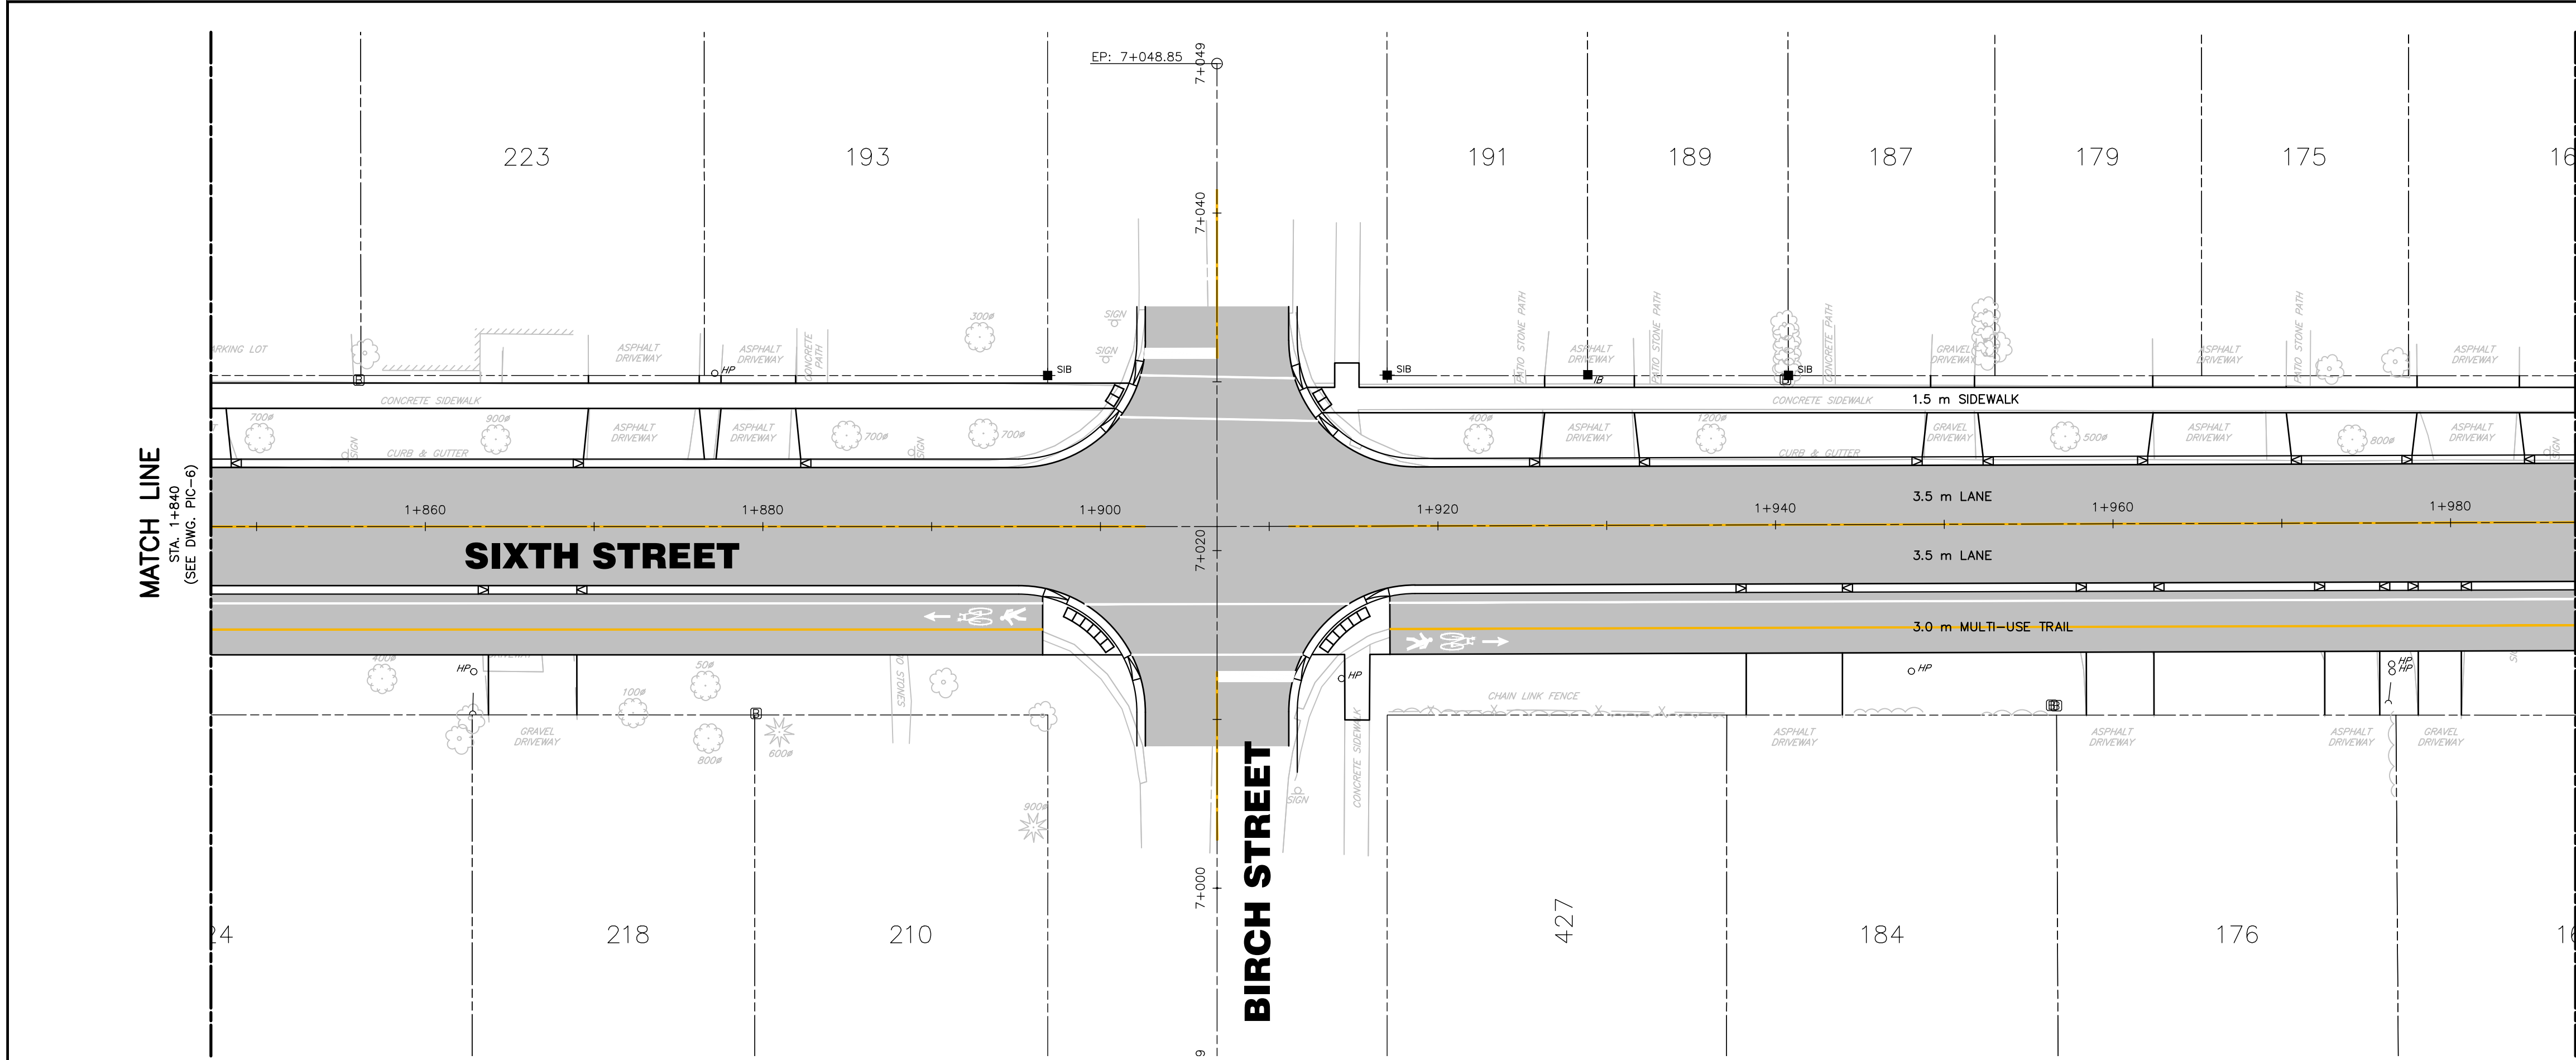 EP: 7+048.85
7+049
223
193
191
189
187
179
175
7+040
300ø
SIGN
SIGN
PATIO STONE PATH
PATIO STONE PATH
CONCRETE PATH
PATIO STONE PATH
ARKING LOT
ASPHALT
DRIVEWAY
ASPHALT
DRIVEWAY
CONCRETE
PATH
ASPHALT
DRIVEWAY
GRAVEL
DRIVEWAY
ASPHALT
DRIVEWAY
ASPHALT
DRIVEWAY
HP
SIB
SIB
IB
SIB
CONCRETE SIDEWALK
CONCRETE SIDEWALK
1.5 m SIDEWALK
700ø
900ø
400ø
1200ø
ASPHALT
DRIVEWAY
ASPHALT
DRIVEWAY
700ø
700ø
ASPHALT
DRIVEWAY
GRAVEL
DRIVEWAY
500ø
ASPHALT
DRIVEWAY
800ø
ASPHALT
DRIVEWAY
SIGN
CURB & GUTTER
SIGN
CURB & GUTTER
SIGN
MATCH LINE
STA. 1+840
(SEE DWG. PIC-6)
3.5 m LANE
1+860
1+880
1+900
1+920
1+940
1+960
1+980
SIXTH STREET
7+020
3.5 m LANE
3.0 m MULTI-USE TRAIL
400ø
HP
50ø
100ø
HP
HP
HP
HP
CHAIN LINK FENCE
GRAVEL
DRIVEWAY
800ø
600ø
CONCRETE SIDEWALK
ASPHALT
DRIVEWAY
ASPHALT
DRIVEWAY
ASPHALT
DRIVEWAY
GRAVEL
DRIVEWAY
900ø
SIGN
7+000
BIRCH STREET
218
210
427
184
176